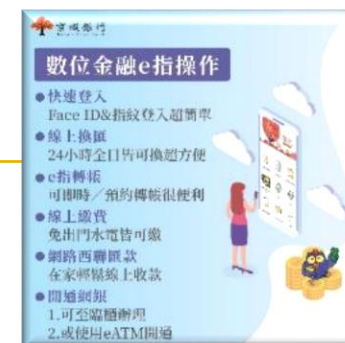 京城銀行
數位金融e指操作
●快速登入
Face ID&指紋登入超簡單
●線上換匯
24小時全日皆可換超方便
●e指轉帳
可即時／預約轉帳很便利
●線上繳費
免出門水電皆可繳
●網路西聯匯款
在家輕鬆線上收款
●開通網銀
1.可至臨櫃辦理
2.或使用eATM開通